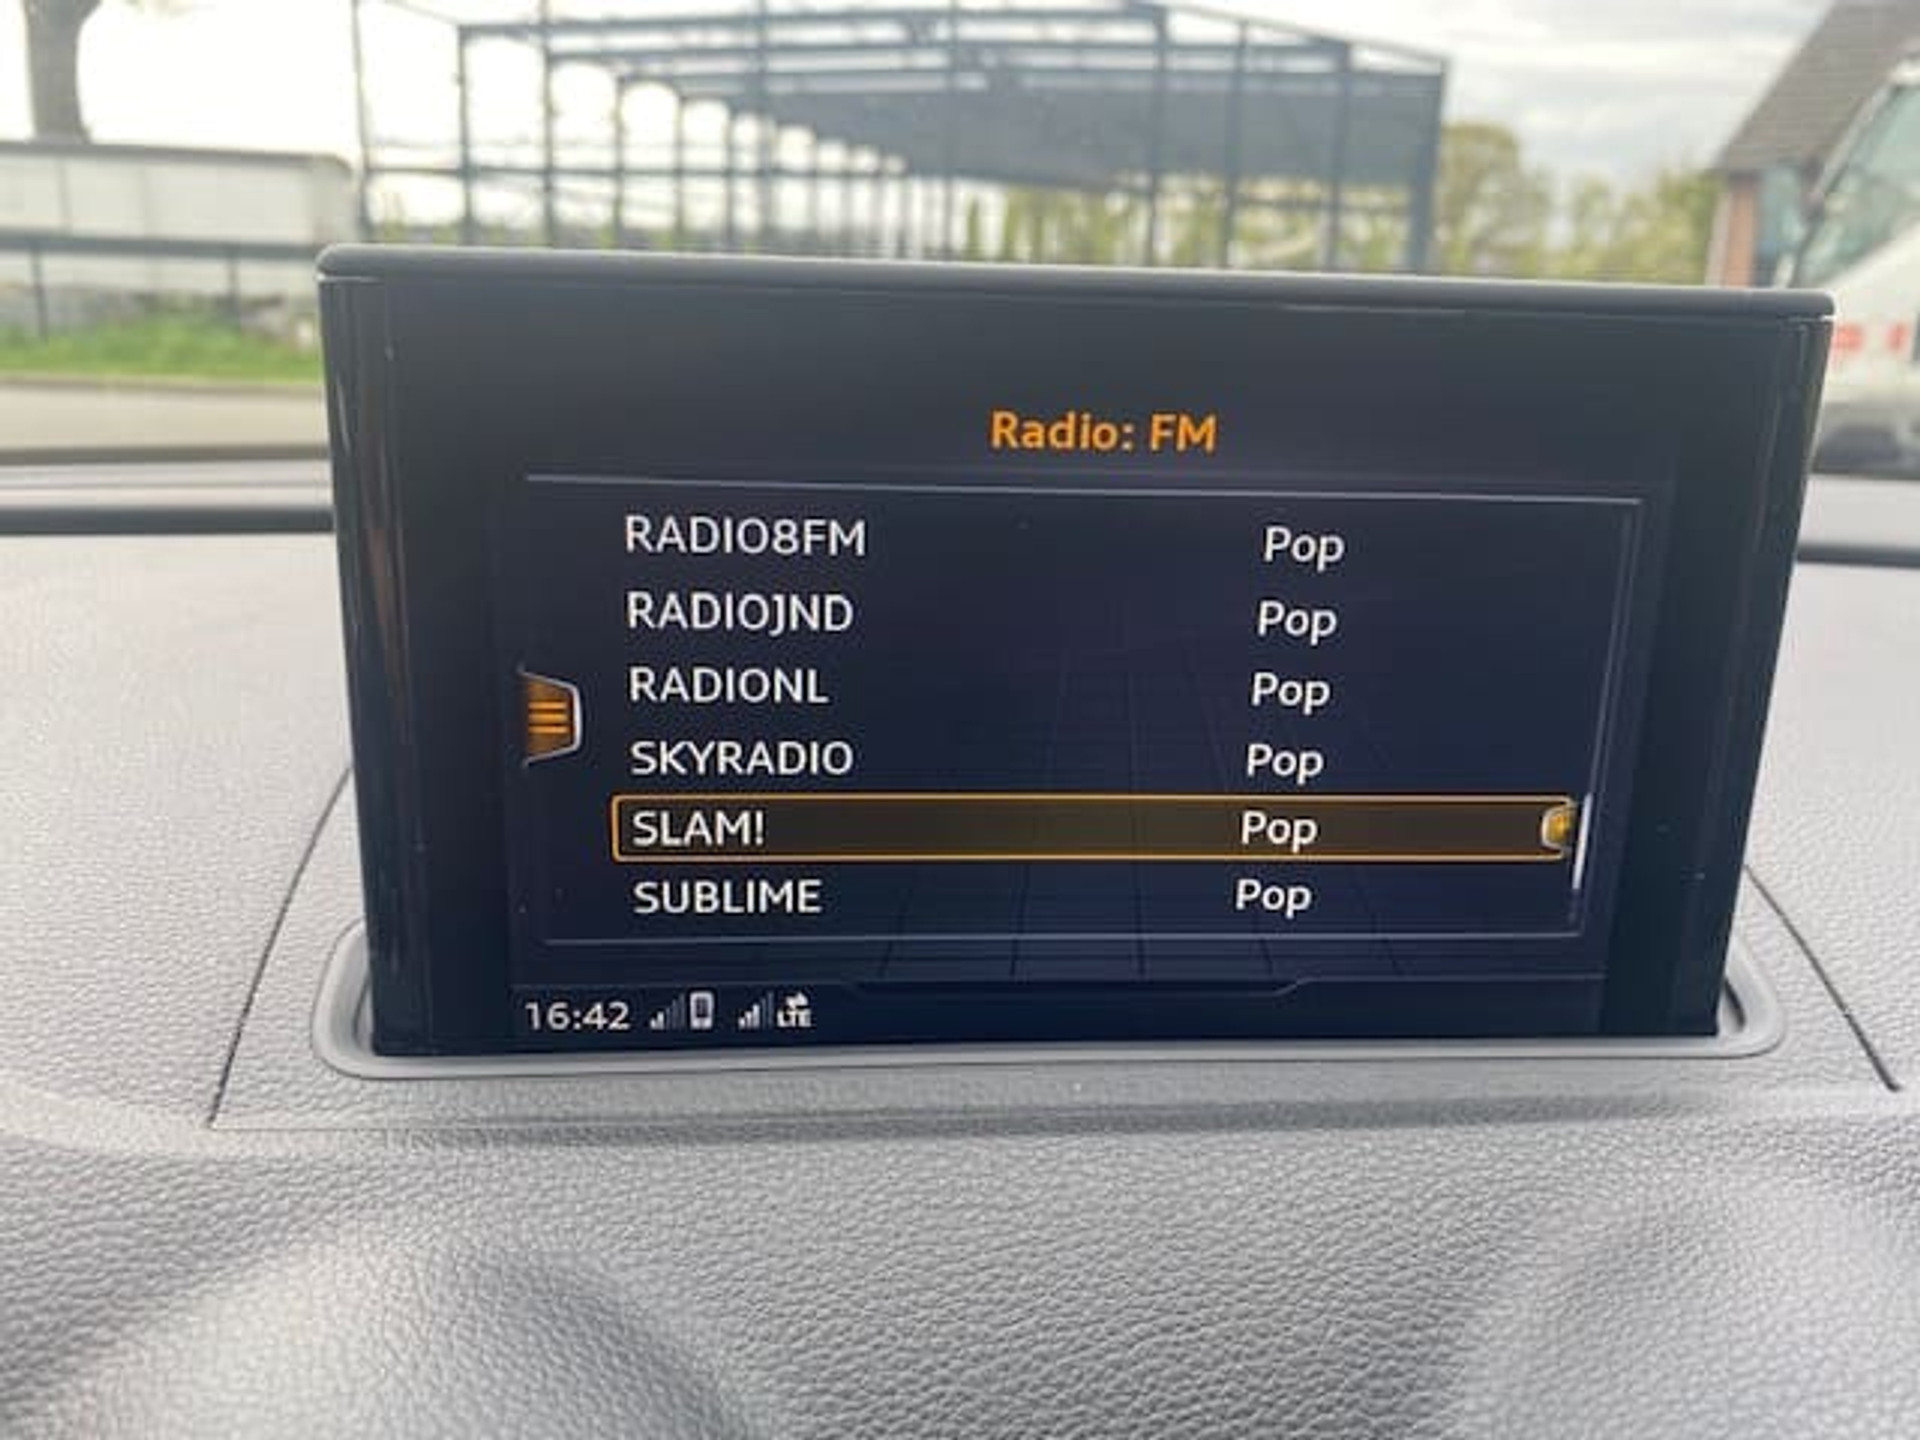 Radio: FM
RADIO8FM Pop
RADIOJND Pop
RADIONL Pop
SKYRADIO Pop
SLAM! Pop
SUBLIME Pop
16:42 LTE